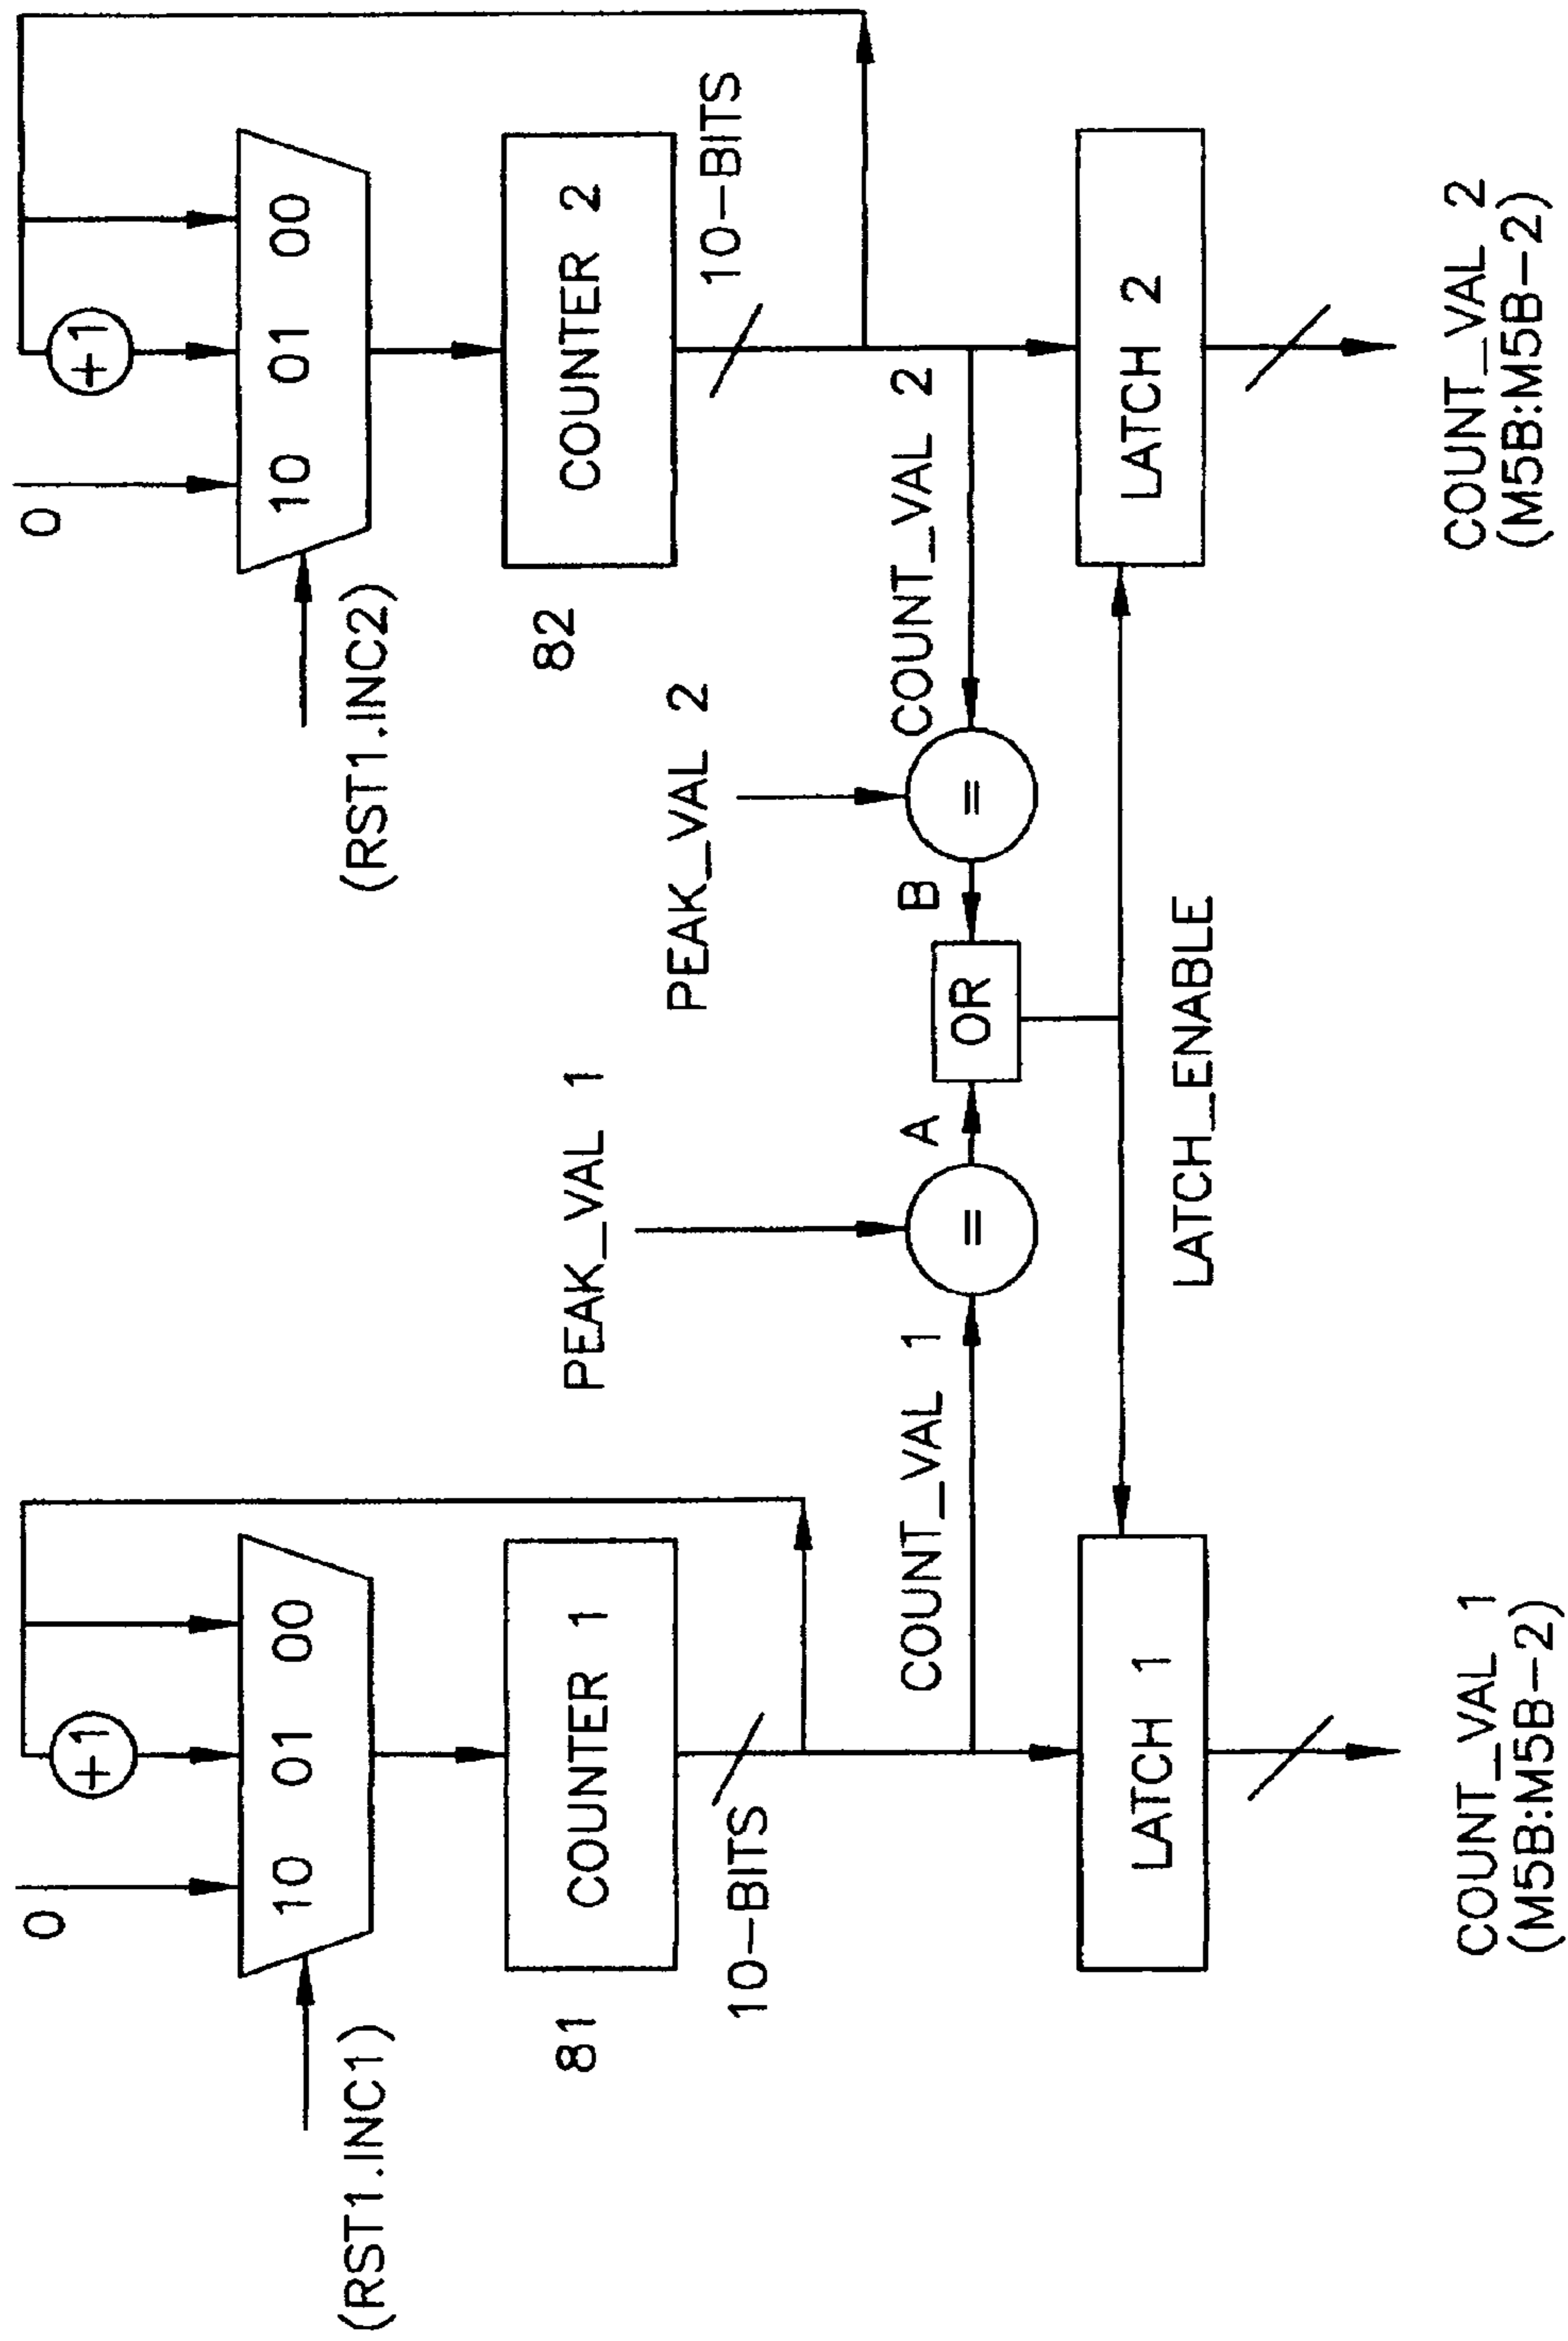 0
+1
10 01 00
(RST1.INC1)
81
COUNTER 1
10-BITS
0
+1
10 01 00
(RST1.INC2)
82
COUNTER 2
10-BITS
PEAK_VAL 1
PEAK_VAL 2
COUNT_VAL 1
=
A
OR
B
=
COUNT_VAL 2
LATCH 1
LATCH_ENABLE
LATCH 2
COUNT_VAL 1
(M5B:M5B-2)
COUNT_VAL 2
(M5B:M5B-2)